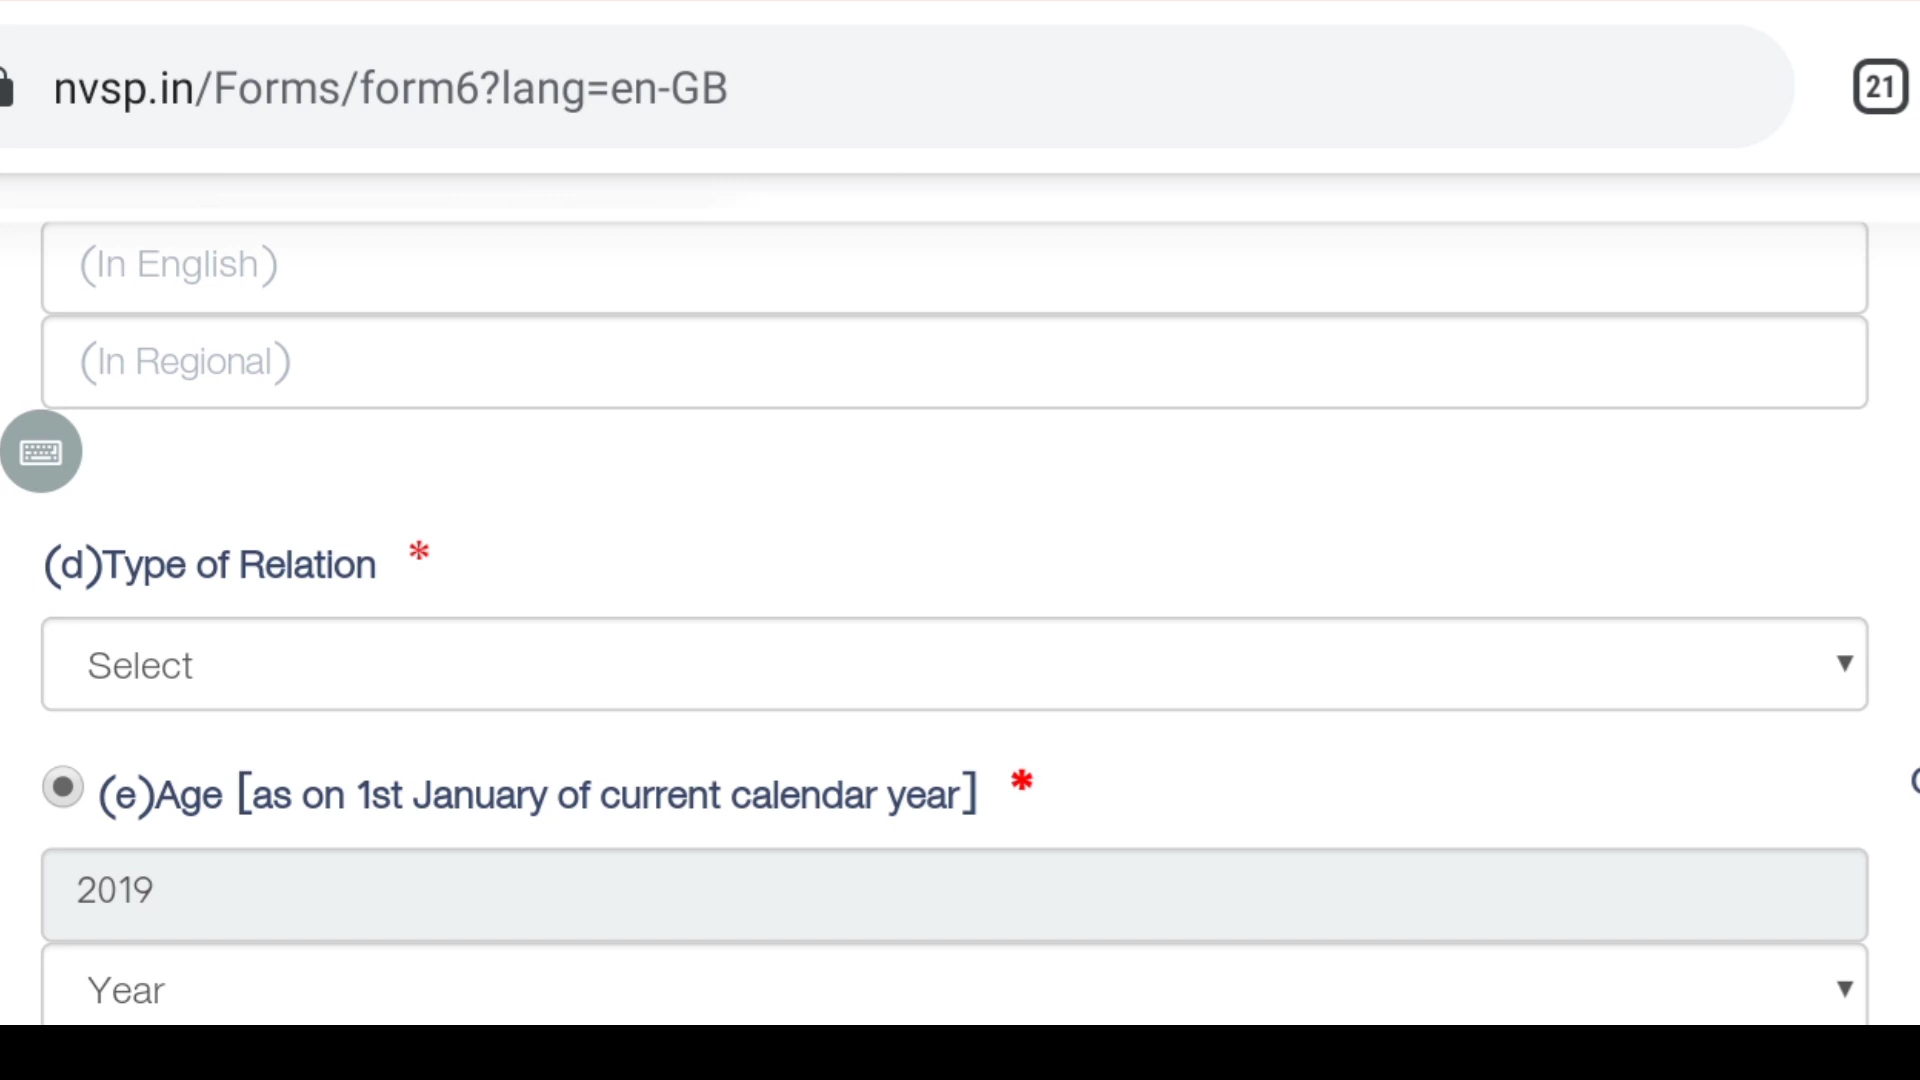 nvsp.in/Forms/form6?lang=en-GB
21
(In English)
(In Regional)
(d)Type of Relation *
Select
(e)Age [as on 1st January of current calendar year] *
2019
Year